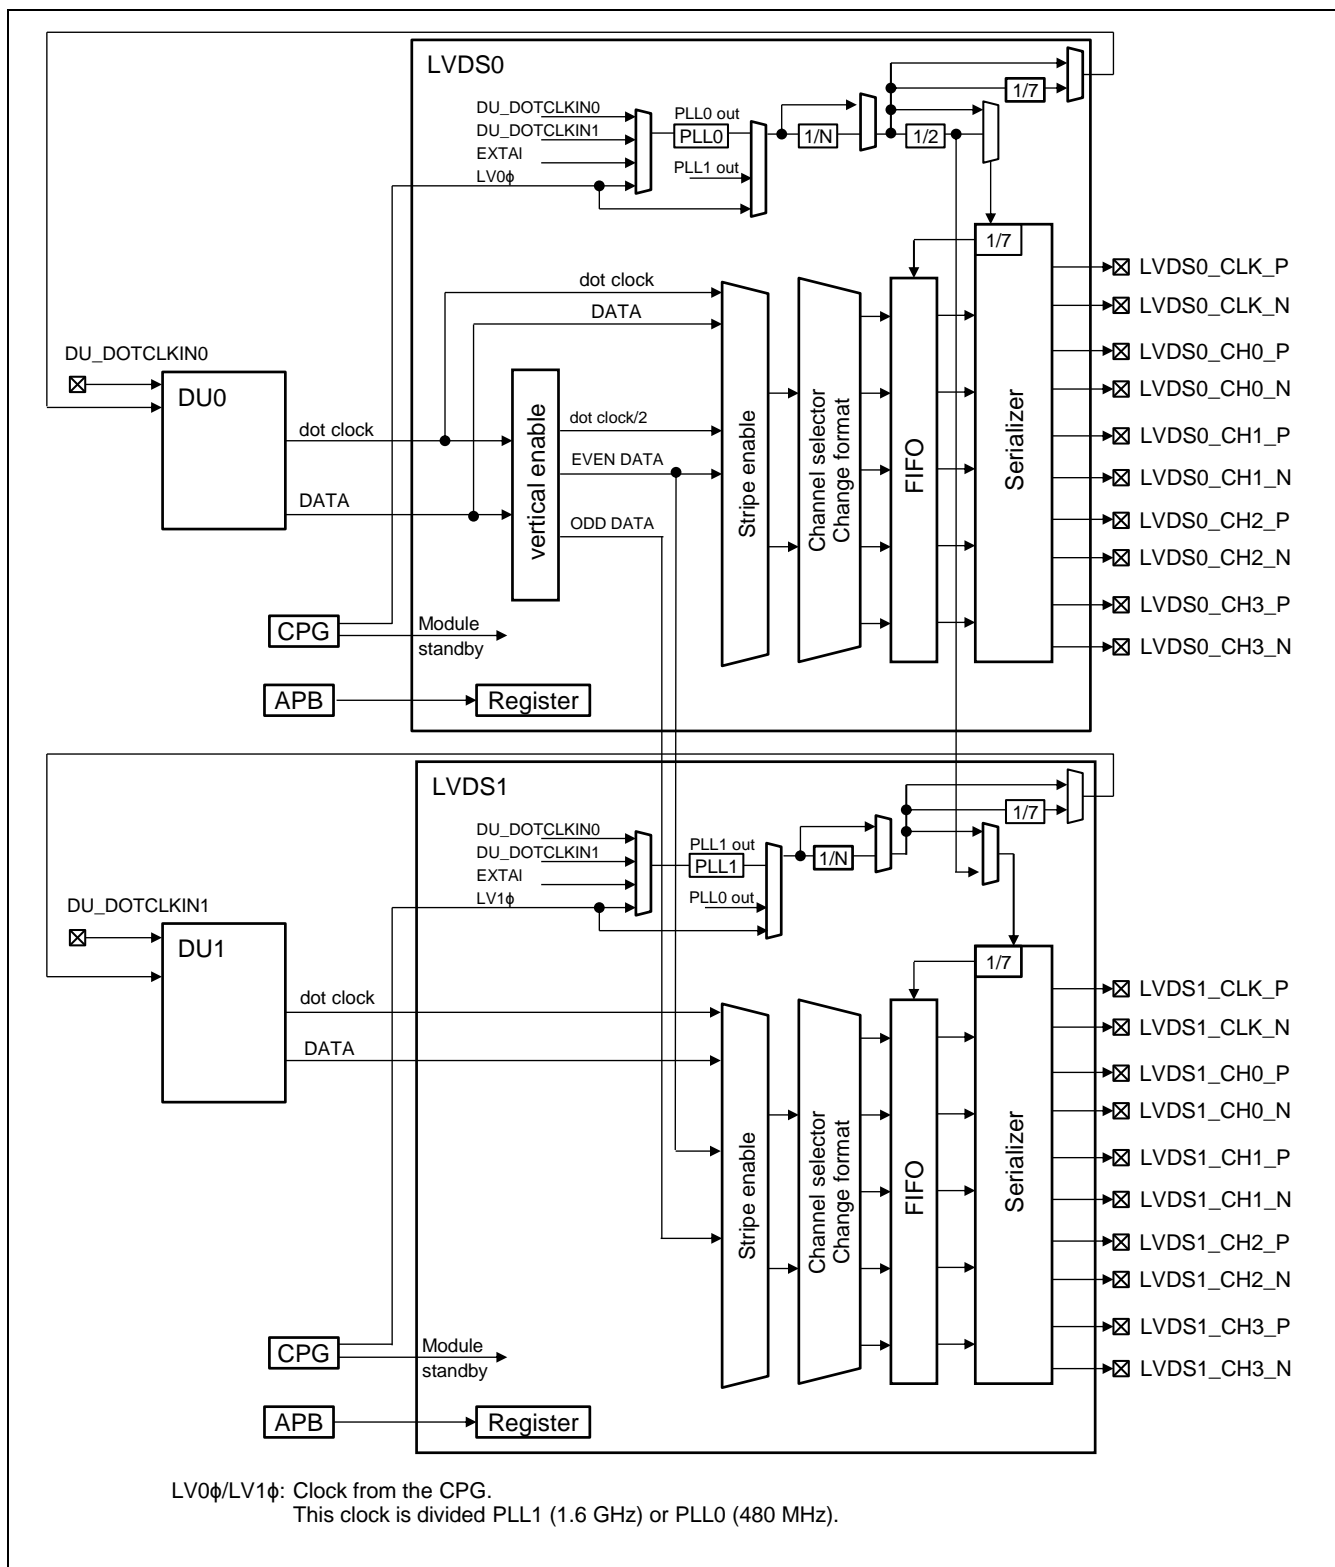 LVDS0
DU_DOTCLKIN0
DU_DOTCLKIN1
EXTAI
LV0ϕ
PLL0 out
PLL0
PLL1 out
1/N
1/2
1/7
1/7
dot clock
DATA
DU_DOTCLKIN0
DU0
dot clock
DATA
vertical enable
dot clock/2
EVEN DATA
ODD DATA
Stripe enable
Channel selector
Change format
FIFO
Serializer
LVDS0_CLK_P
LVDS0_CLK_N
LVDS0_CH0_P
LVDS0_CH0_N
LVDS0_CH1_P
LVDS0_CH1_N
LVDS0_CH2_P
LVDS0_CH2_N
LVDS0_CH3_P
LVDS0_CH3_N
CPG
Module
standby
APB
Register
LVDS1
DU_DOTCLKIN0
DU_DOTCLKIN1
EXTAI
LV1ϕ
PLL1 out
PLL1
PLL0 out
1/N
1/7
1/7
DU_DOTCLKIN1
DU1
dot clock
DATA
Stripe enable
Channel selector
Change format
FIFO
Serializer
LVDS1_CLK_P
LVDS1_CLK_N
LVDS1_CH0_P
LVDS1_CH0_N
LVDS1_CH1_P
LVDS1_CH1_N
LVDS1_CH2_P
LVDS1_CH2_N
LVDS1_CH3_P
LVDS1_CH3_N
CPG
Module
standby
APB
Register
LV0ϕ/LV1ϕ: Clock from the CPG.
This clock is divided PLL1 (1.6 GHz) or PLL0 (480 MHz).